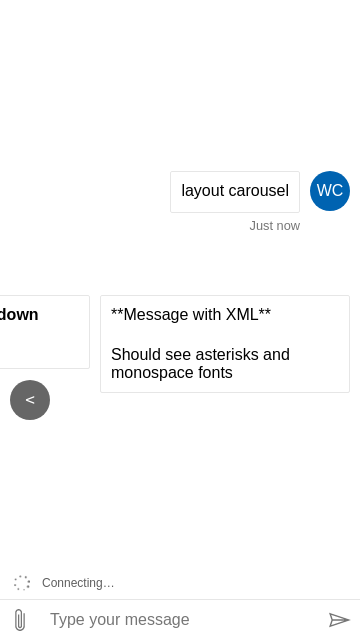 layout carousel
WC
Just now
down
**Message with XML**
Should see asterisks and
monospace fonts
<
Connecting…
Type your message